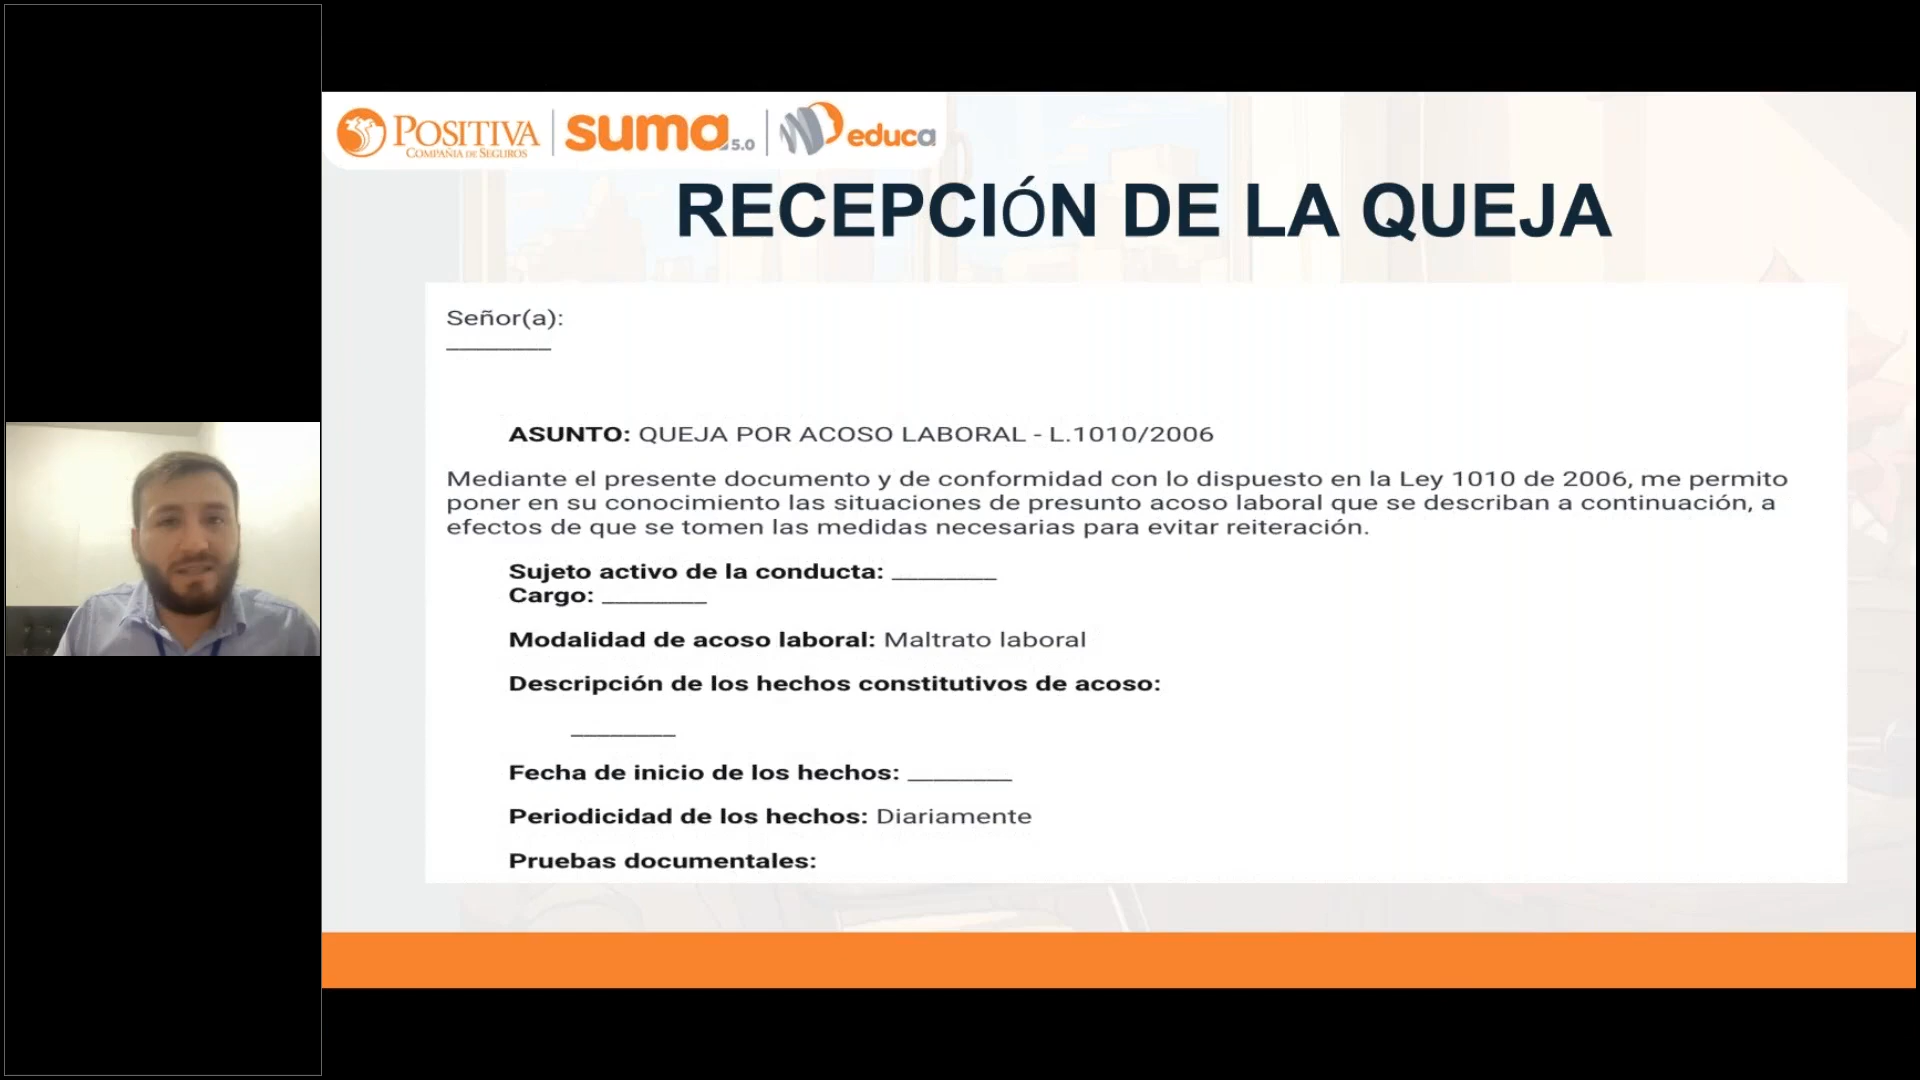 POSITIVA
COMPAÑÍA DE SEGUROS
suma 5.0
educa
RECEPCIÓN DE LA QUEJA
Señor(a):
________
ASUNTO: QUEJA POR ACOSO LABORAL - L.1010/2006
Mediante el presente documento y de conformidad con lo dispuesto en la Ley 1010 de 2006, me permito
poner en su conocimiento las situaciones de presunto acoso laboral que se describan a continuación, a
efectos de que se tomen las medidas necesarias para evitar reiteración.
Sujeto activo de la conducta: ________
Cargo: ________
Modalidad de acoso laboral: Maltrato laboral
Descripción de los hechos constitutivos de acoso:
________
Fecha de inicio de los hechos: ________
Periodicidad de los hechos: Diariamente
Pruebas documentales: